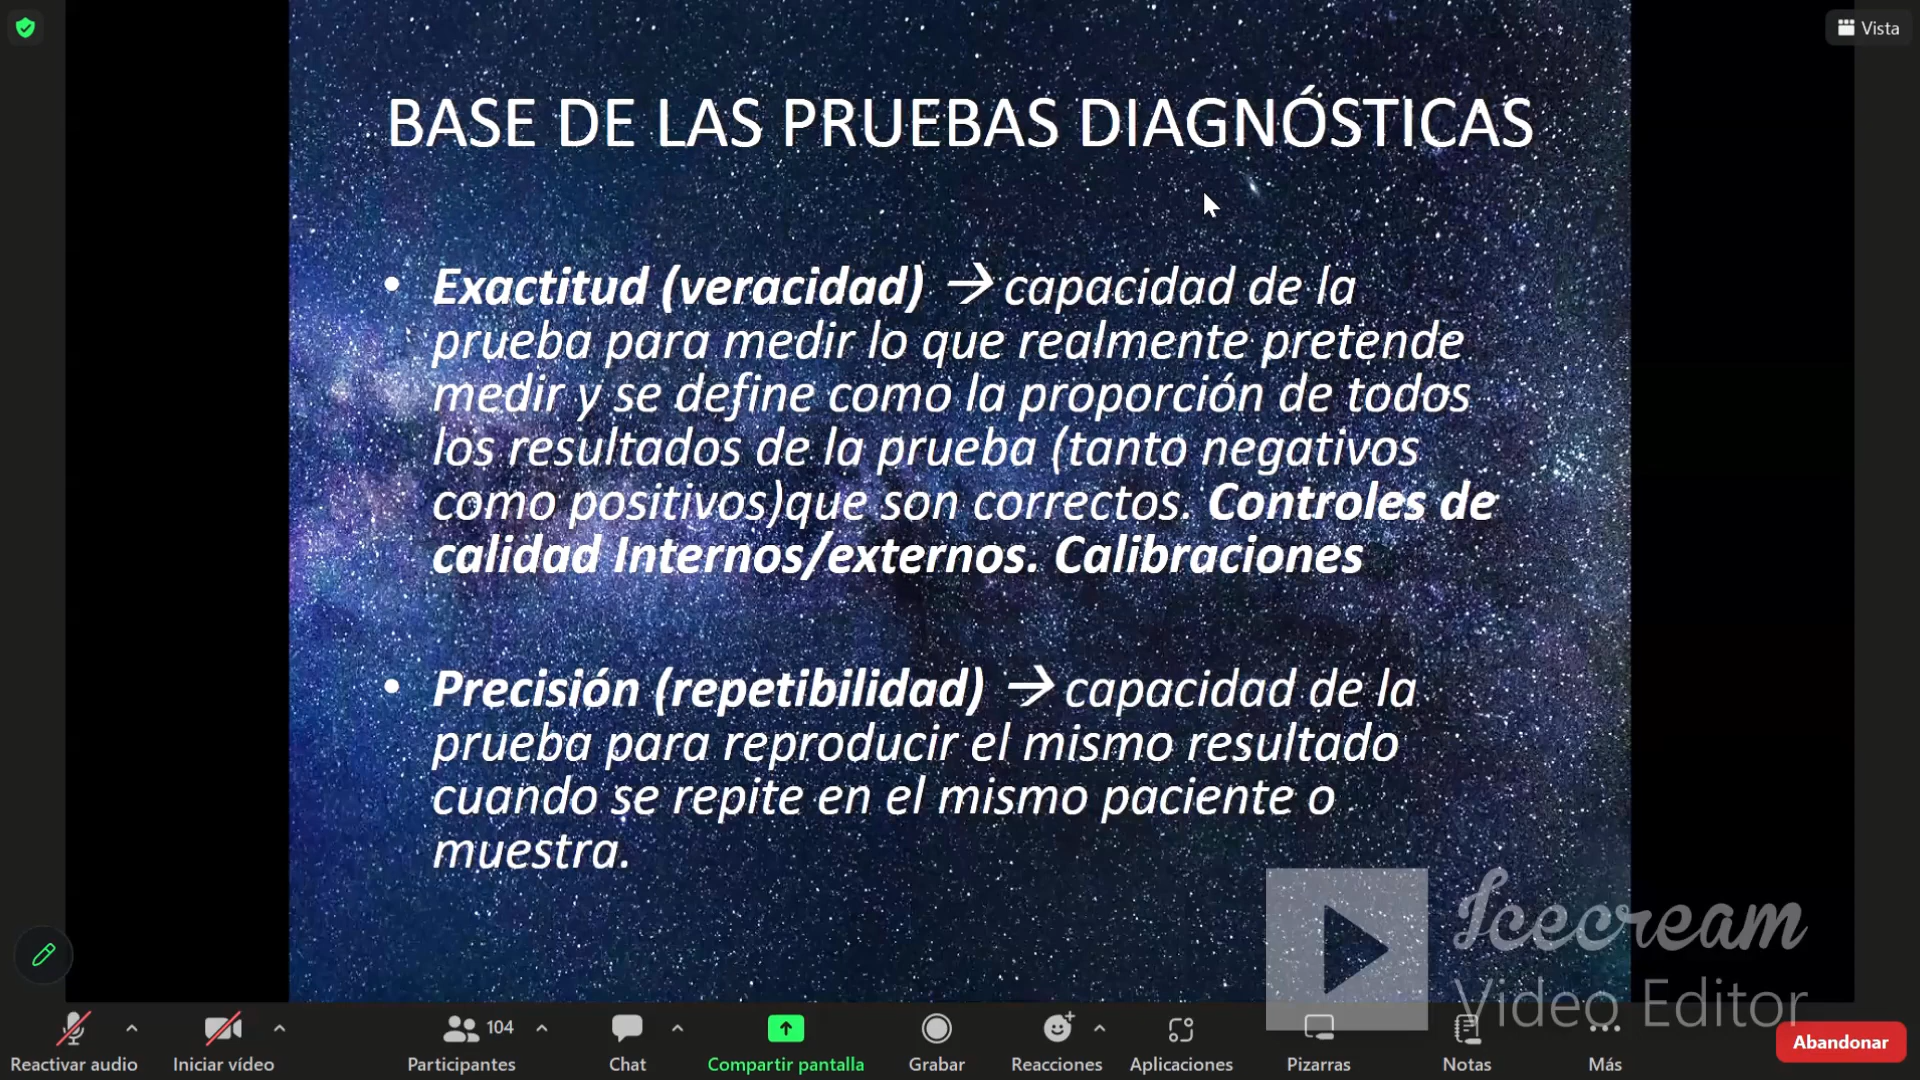 Vista
BASE DE LAS PRUEBAS DIAGNÓSTICAS
• Exactitud (veracidad) → capacidad de la
prueba para medir lo que realmente pretende
medir y se define como la proporción de todos
los resultados de la prueba (tanto negativos
como positivos)que son correctos. Controles de
calidad Internos/externos. Calibraciones
• Precisión (repetibilidad) → capacidad de la
prueba para reproducir el mismo resultado
cuando se repite en el mismo paciente o
muestra.
Icecream
Video Editor
104
Reactivar audio
Iniciar vídeo
Participantes
Chat
Compartir pantalla
Grabar
Reacciones
Aplicaciones
Pizarras
Notas
Más
Abandonar